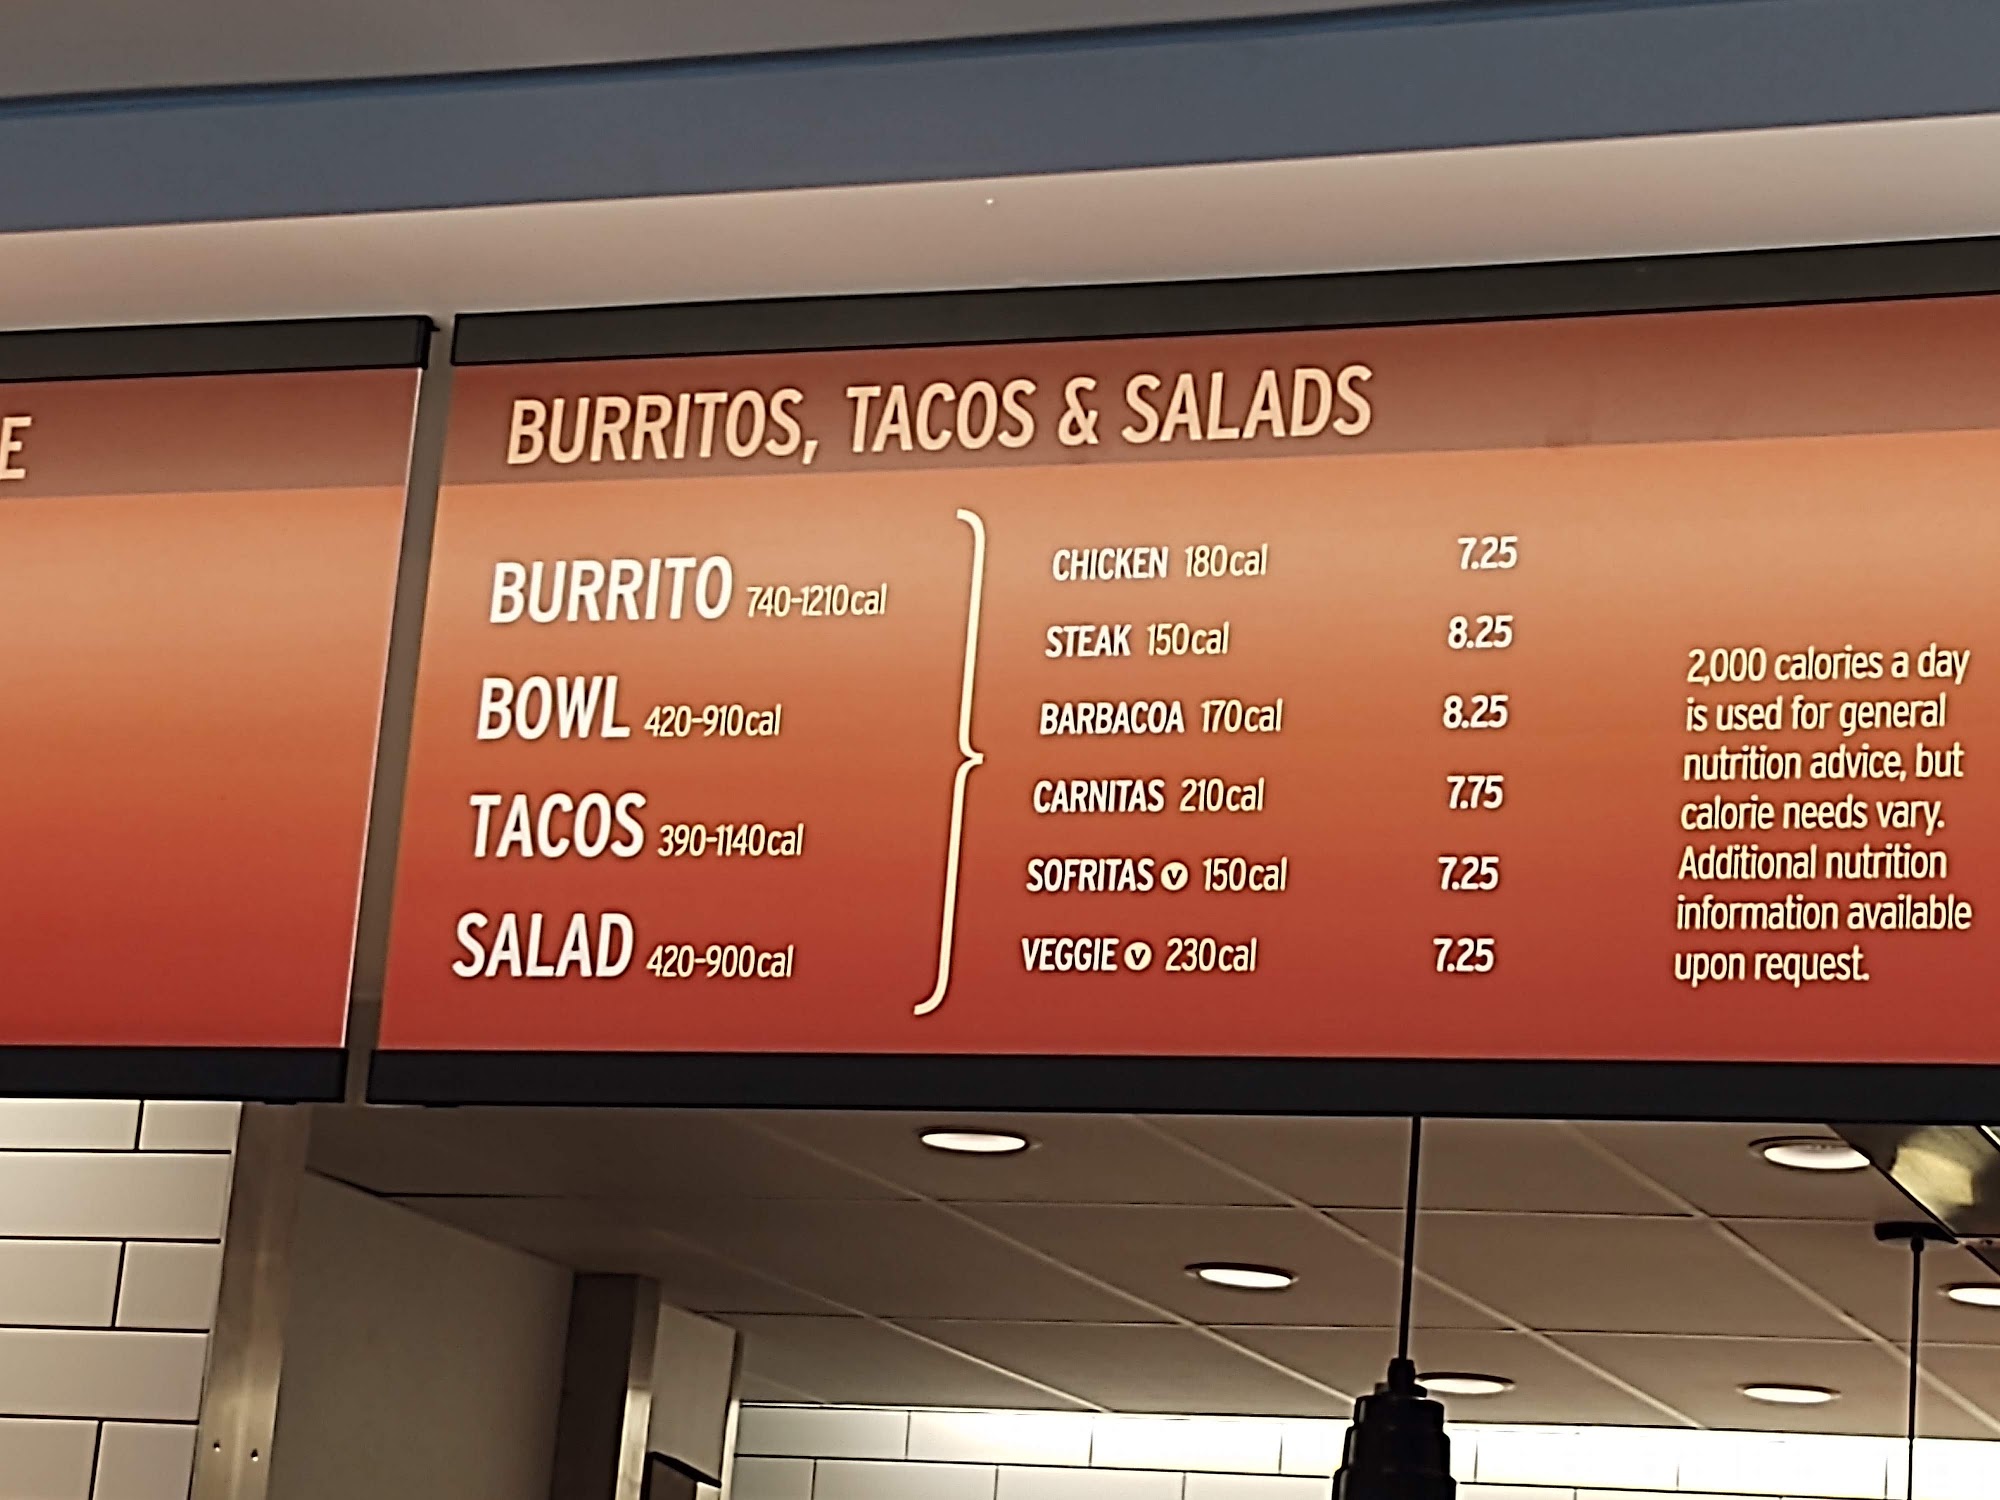 E
BURRITOS, TACOS & SALADS
BURRITO 740-1210cal
BOWL 420-910cal
TACOS 390-1140cal
SALAD 420-900cal
CHICKEN 180cal 7.25
STEAK 150cal 8.25
BARBACOA 170cal 8.25
CARNITAS 210cal 7.75
SOFRITAS V 150cal 7.25
VEGGIE V 230cal 7.25
2,000 calories a day
is used for general
nutrition advice, but
calorie needs vary.
Additional nutrition
information available
upon request.